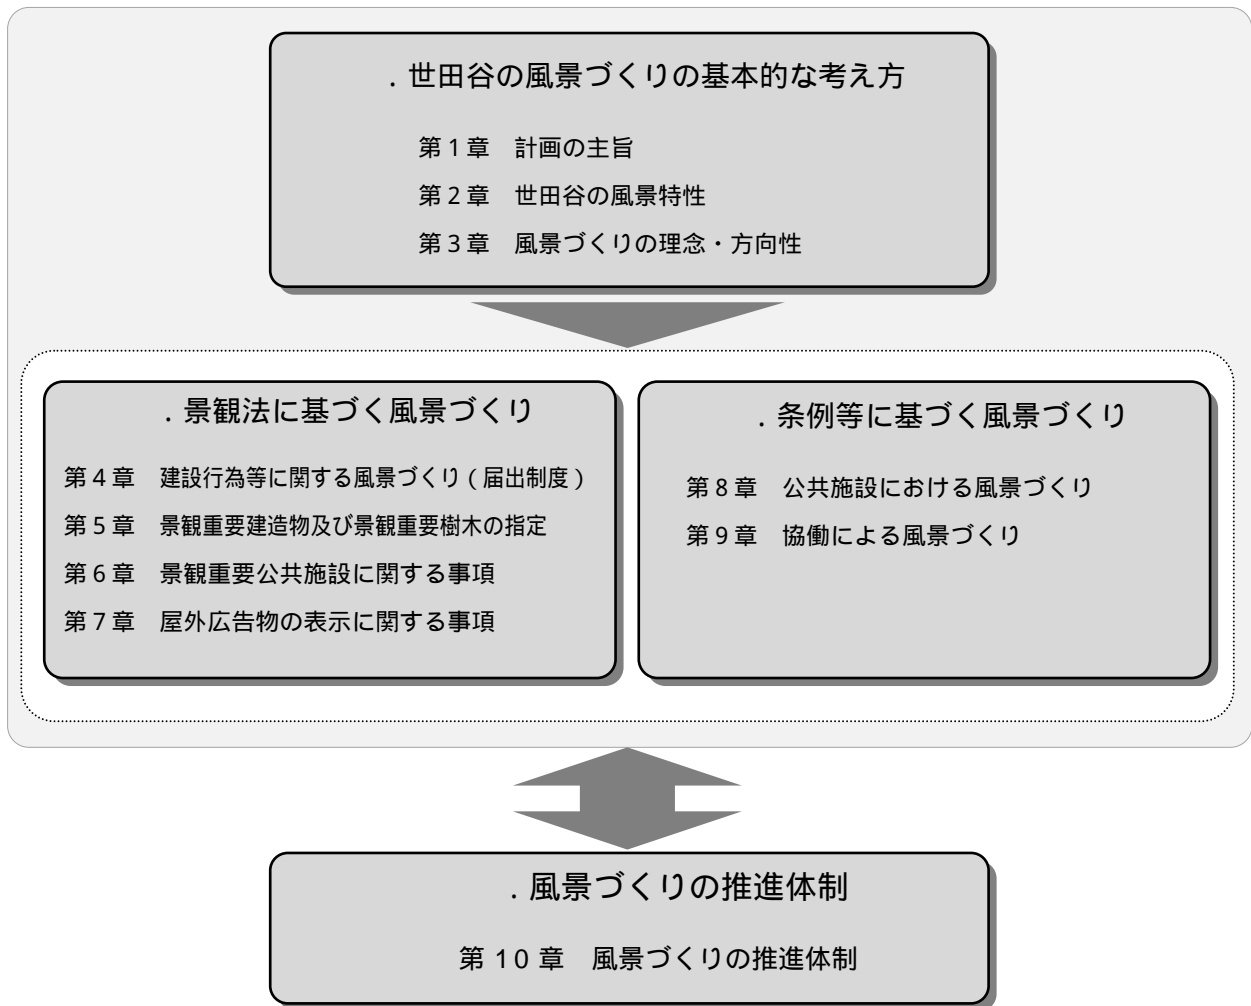 ．世田谷の風景づくりの基本的な考え方
第１章　計画の主旨
第２章　世田谷の風景特性
第３章　風景づくりの理念・方向性
．景観法に基づく風景づくり
第４章　建設行為等に関する風景づくり（届出制度）
第５章　景観重要建造物及び景観重要樹木の指定
第６章　景観重要公共施設に関する事項
第７章　屋外広告物の表示に関する事項
．条例等に基づく風景づくり
第８章　公共施設における風景づくり
第９章　協働による風景づくり
．風景づくりの推進体制
第 10 章　風景づくりの推進体制